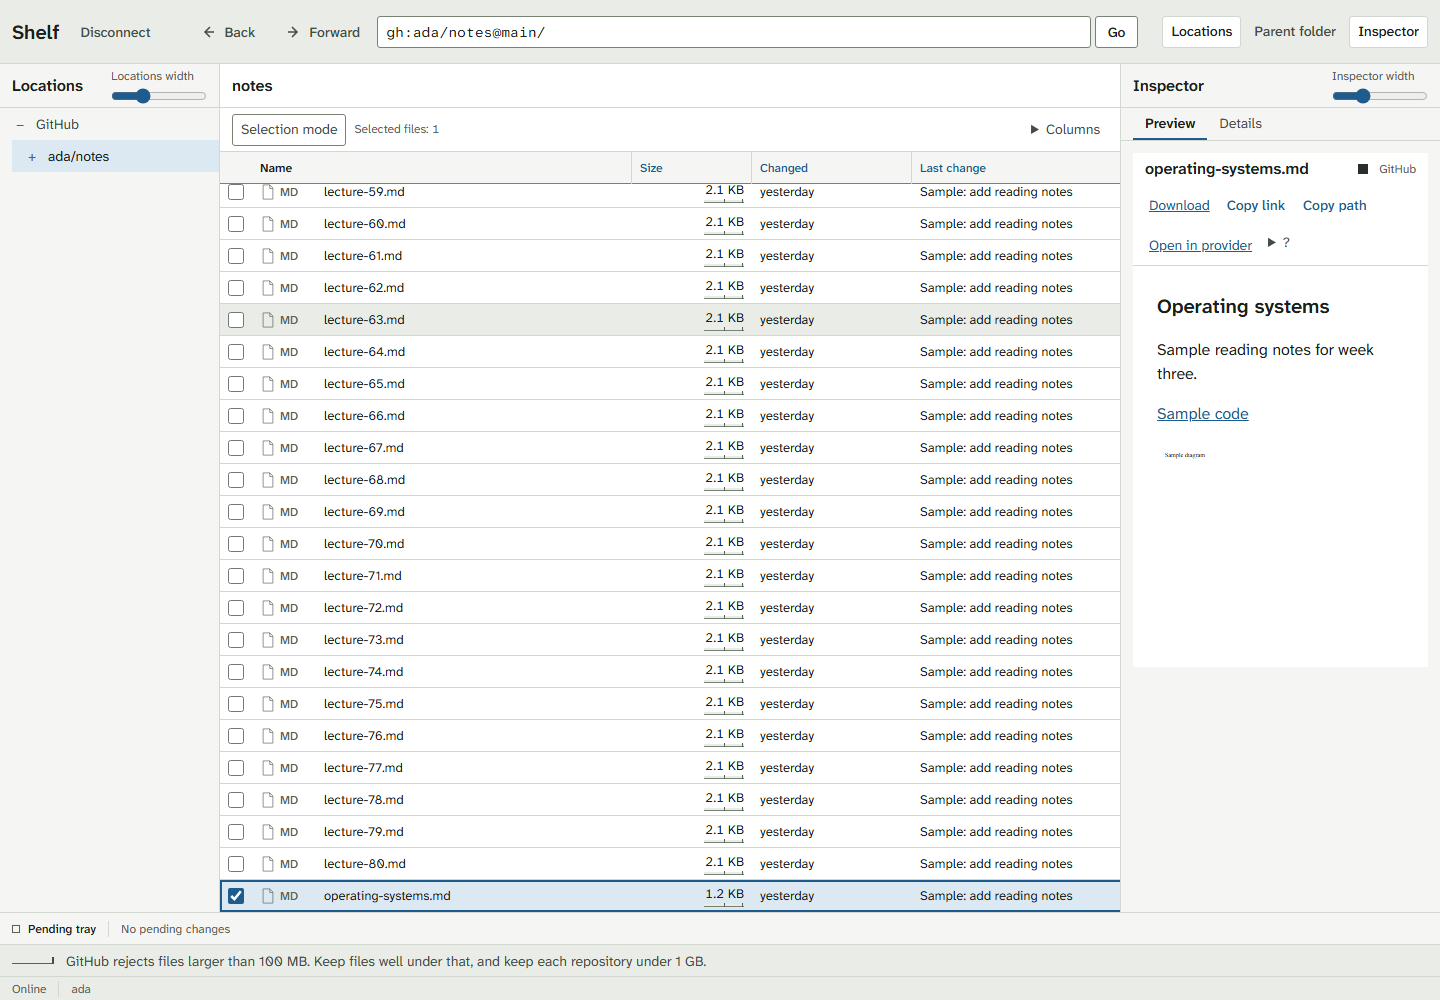 Shelf Disconnect Back Forward gh:ada/notes@main/ Go Locations Parent folder Inspector
Locations Locations width
GitHub
ada/notes
notes
Selection mode Selected files: 1 Columns
Name Size Changed Last change
MD lecture-59.md 2.1 KB yesterday Sample: add reading notes
MD lecture-60.md 2.1 KB yesterday Sample: add reading notes
MD lecture-61.md 2.1 KB yesterday Sample: add reading notes
MD lecture-62.md 2.1 KB yesterday Sample: add reading notes
MD lecture-63.md 2.1 KB yesterday Sample: add reading notes
MD lecture-64.md 2.1 KB yesterday Sample: add reading notes
MD lecture-65.md 2.1 KB yesterday Sample: add reading notes
MD lecture-66.md 2.1 KB yesterday Sample: add reading notes
MD lecture-67.md 2.1 KB yesterday Sample: add reading notes
MD lecture-68.md 2.1 KB yesterday Sample: add reading notes
MD lecture-69.md 2.1 KB yesterday Sample: add reading notes
MD lecture-70.md 2.1 KB yesterday Sample: add reading notes
MD lecture-71.md 2.1 KB yesterday Sample: add reading notes
MD lecture-72.md 2.1 KB yesterday Sample: add reading notes
MD lecture-73.md 2.1 KB yesterday Sample: add reading notes
MD lecture-74.md 2.1 KB yesterday Sample: add reading notes
MD lecture-75.md 2.1 KB yesterday Sample: add reading notes
MD lecture-76.md 2.1 KB yesterday Sample: add reading notes
MD lecture-77.md 2.1 KB yesterday Sample: add reading notes
MD lecture-78.md 2.1 KB yesterday Sample: add reading notes
MD lecture-79.md 2.1 KB yesterday Sample: add reading notes
MD lecture-80.md 2.1 KB yesterday Sample: add reading notes
MD operating-systems.md 1.2 KB yesterday Sample: add reading notes
Inspector Inspector width
Preview Details
operating-systems.md GitHub
Download Copy link Copy path
Open in provider ?
Operating systems
Sample reading notes for week
three.
Sample code
Sample diagram
Pending tray No pending changes
GitHub rejects files larger than 100 MB. Keep files well under that, and keep each repository under 1 GB.
Online ada